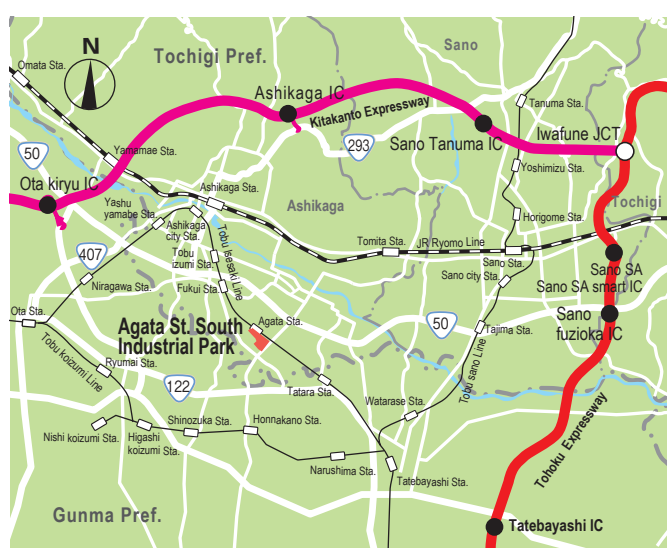 Tochigi Pref.
Sano
Omata Sta.
N
Ashikaga IC
Kitakanto Expressway
Tanuma Sta.
Sano Tanuma IC
Iwafune JCT
50
293
Yamamae Sta.
Yoshimizu Sta.
Ota kiryu IC
Ashikaga Sta.
Yashu
yamabe Sta.
Ashikaga
Tochigi
Ashikaga
city Sta.
Horigome Sta.
Tobu Isesaki Line
407
Tobu
izumi Sta.
Tomita Sta.
JR Ryomo Line
Sano Sta.
Sano city Sta.
Sano SA
Sano SA smart IC
Niragawa Sta.
Fukui Sta.
Ota Sta.
Agata St. South
Industrial Park
Agata Sta.
50
Tajima Sta.
Sano
fuzioka IC
Tobu koizumi Line
Ryumai Sta.
122
Tatara Sta.
Tobu sano Line
Watarase Sta.
Nishi koizumi Sta.
Higashi
koizumi Sta.
Shinozuka Sta.
Honnakano Sta.
Narushima Sta.
Tatebayashi Sta.
Tohoku Expressway
Gunma Pref.
Tatebayashi IC